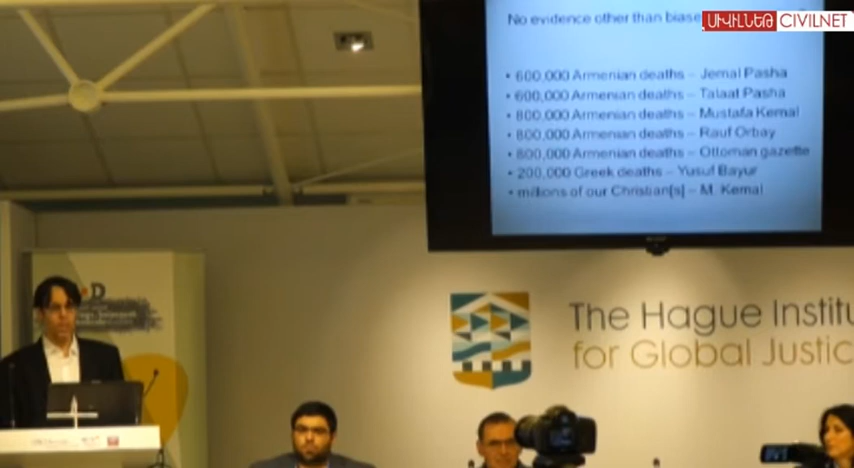 No evidence other than biase
ՍԻՎԻԼՆԵԹ CIVILNET
• 600,000 Armenian deaths – Jemal Pasha
• 600,000 Armenian deaths – Talaat Pasha
• 800,000 Armenian deaths – Mustafa Kemal
• 800,000 Armenian deaths – Rauf Orbay
• 800,000 Armenian deaths – Ottoman gazette
• 200,000 Greek deaths – Yusuf Bayur
• millions of our Christian[s] – M. Kemal
The Hague Institu
for Global Justic